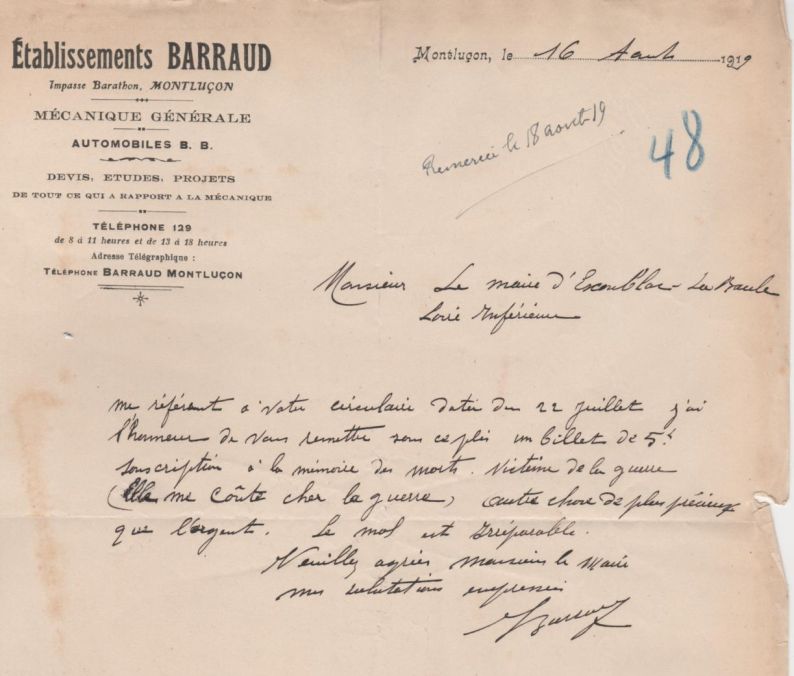 Établissements BARRAUD
Impasse Barathon, MONTLUÇON
MÉCANIQUE GÉNÉRALE
AUTOMOBILES B. B.
DEVIS, ETUDES, PROJETS
DE TOUT CE QUI A RAPPORT A LA MÉCANIQUE
TÉLÉPHONE 129
de 8 à 11 heures et de 13 à 18 heures
Adresse Télégraphique :
TÉLÉPHONE BARRAUD MONTLUÇON
Montluçon, le 16 Aout 1919
Remercié le 18 aout 19
48
Monsieur Le maire d'Escoublac - La Baule
Loire Inférieure
me référent à votre circulaire datée du 22 juillet j'ai
l'honneur de vous remettre sous ce plis un billet de 5f
souscription à la mémoire des morts. Victime de la guerre
(Elle me coûte cher la guerre) autre chose de plus précieux
que l'argent. Le mal est irréparable.
Veuillez agréer monsieur le Maire
mes salutations empressées
Barraud